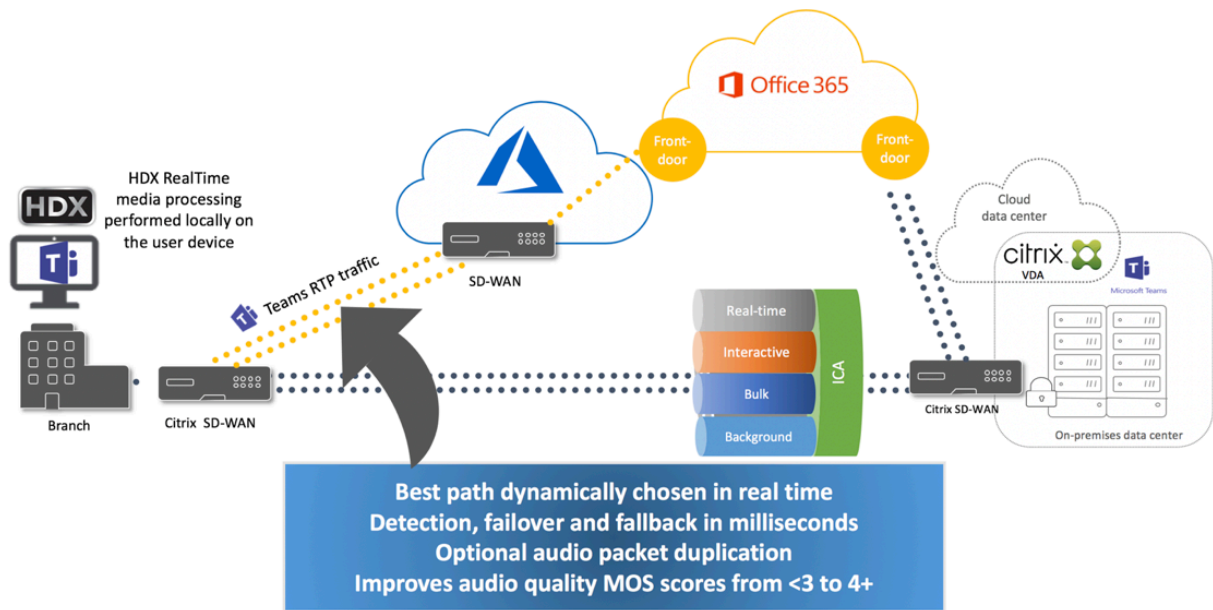 Office 365
Front-
door
Front-
door
HDX RealTime
media processing
performed locally on
the user device
HDX
T
Cloud
data center
citrix
VDA
Microsoft Teams
Teams RTP traffic
SD-WAN
Real-time
Interactive
Bulk
Background
ICA
Branch
Citrix SD-WAN
Citrix SD-WAN
On-premises data center
Best path dynamically chosen in real time
Detection, failover and fallback in milliseconds
Optional audio packet duplication
Improves audio quality MOS scores from <3 to 4+